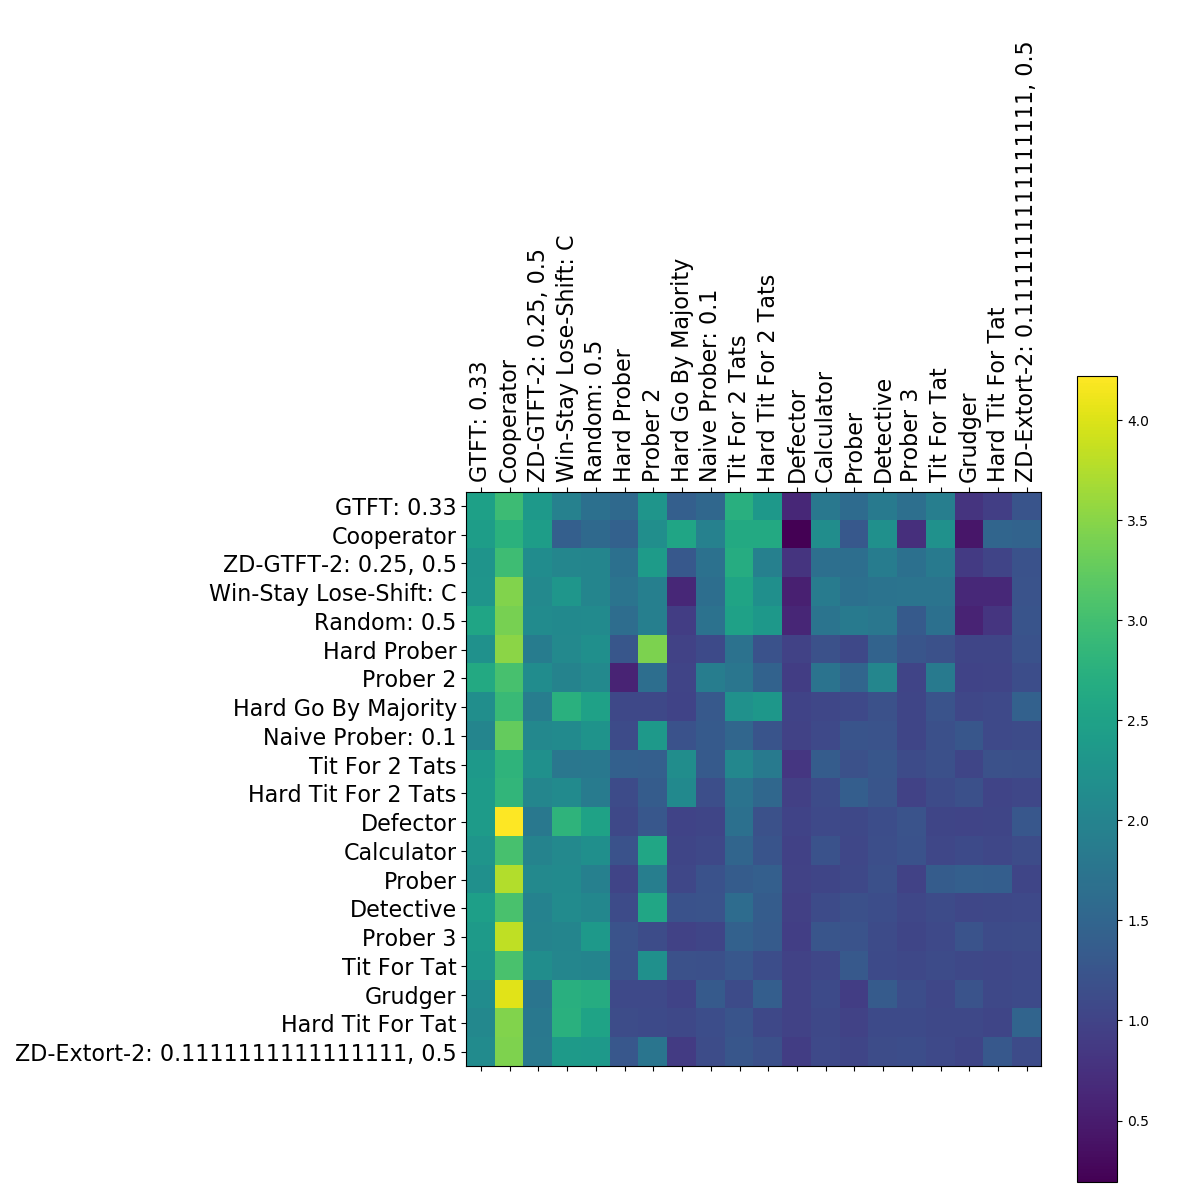 GTFT: 0.33
Cooperator
ZD-GTFT-2: 0.25, 0.5
Win-Stay Lose-Shift: C
Random: 0.5
Hard Prober
Prober 2
Hard Go By Majority
Naive Prober: 0.1
Tit For 2 Tats
Hard Tit For 2 Tats
Defector
Calculator
Prober
Detective
Prober 3
Tit For Tat
Grudger
Hard Tit For Tat
ZD-Extort-2: 0.1111111111111111, 0.5
GTFT: 0.33
Cooperator
ZD-GTFT-2: 0.25, 0.5
Win-Stay Lose-Shift: C
Random: 0.5
Hard Prober
Prober 2
Hard Go By Majority
Naive Prober: 0.1
Tit For 2 Tats
Hard Tit For 2 Tats
Defector
Calculator
Prober
Detective
Prober 3
Tit For Tat
Grudger
Hard Tit For Tat
ZD-Extort-2: 0.1111111111111111, 0.5
4.0
3.5
3.0
2.5
2.0
1.5
1.0
0.5